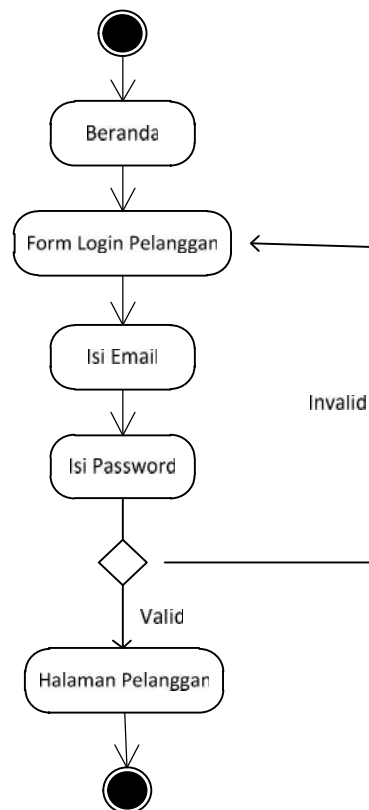 Beranda
Form Login Pelanggan
Isi Email
Invalid
Isi Password
Valid
Halaman Pelanggan